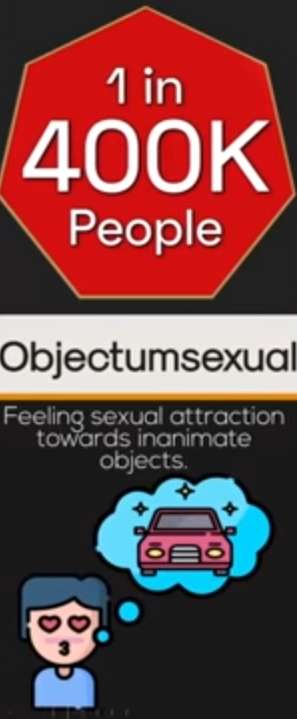 1 in
400K
People
Objectumsexual
Feeling sexual attraction
towards inanimate
objects.